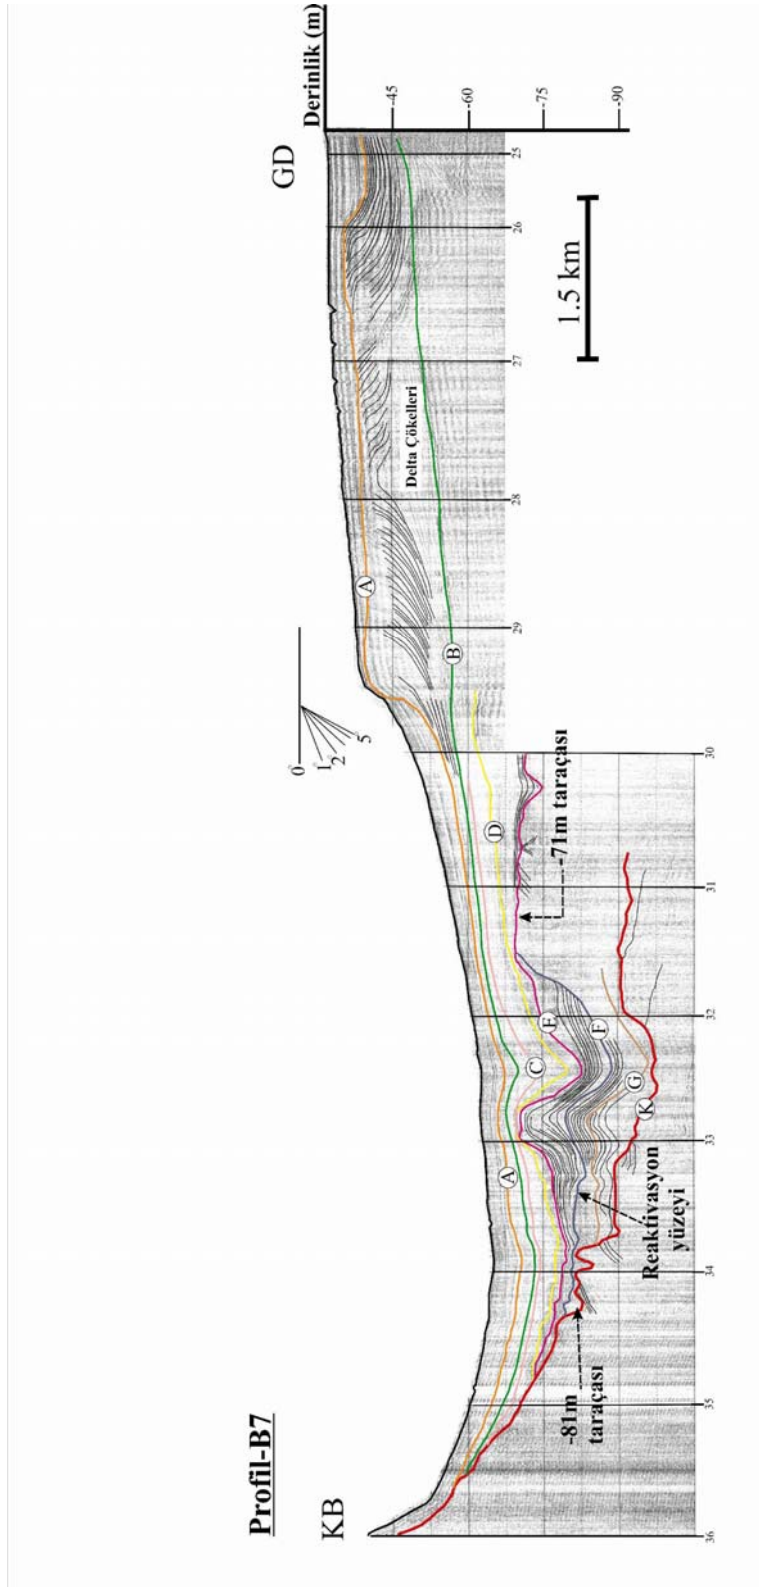 Profil-B7
KB
GD
Derinlik (m)
-45
-60
-75
-90
36
35
34
33
32
31
30
29
28
27
26
25
0°
1
2
5
1.5 km
Delta Çökelleri
A
B
D
A
C
E
F
G
K
-71m taraçası
-81m
taraçası
Reaktivasyon
yüzeyi